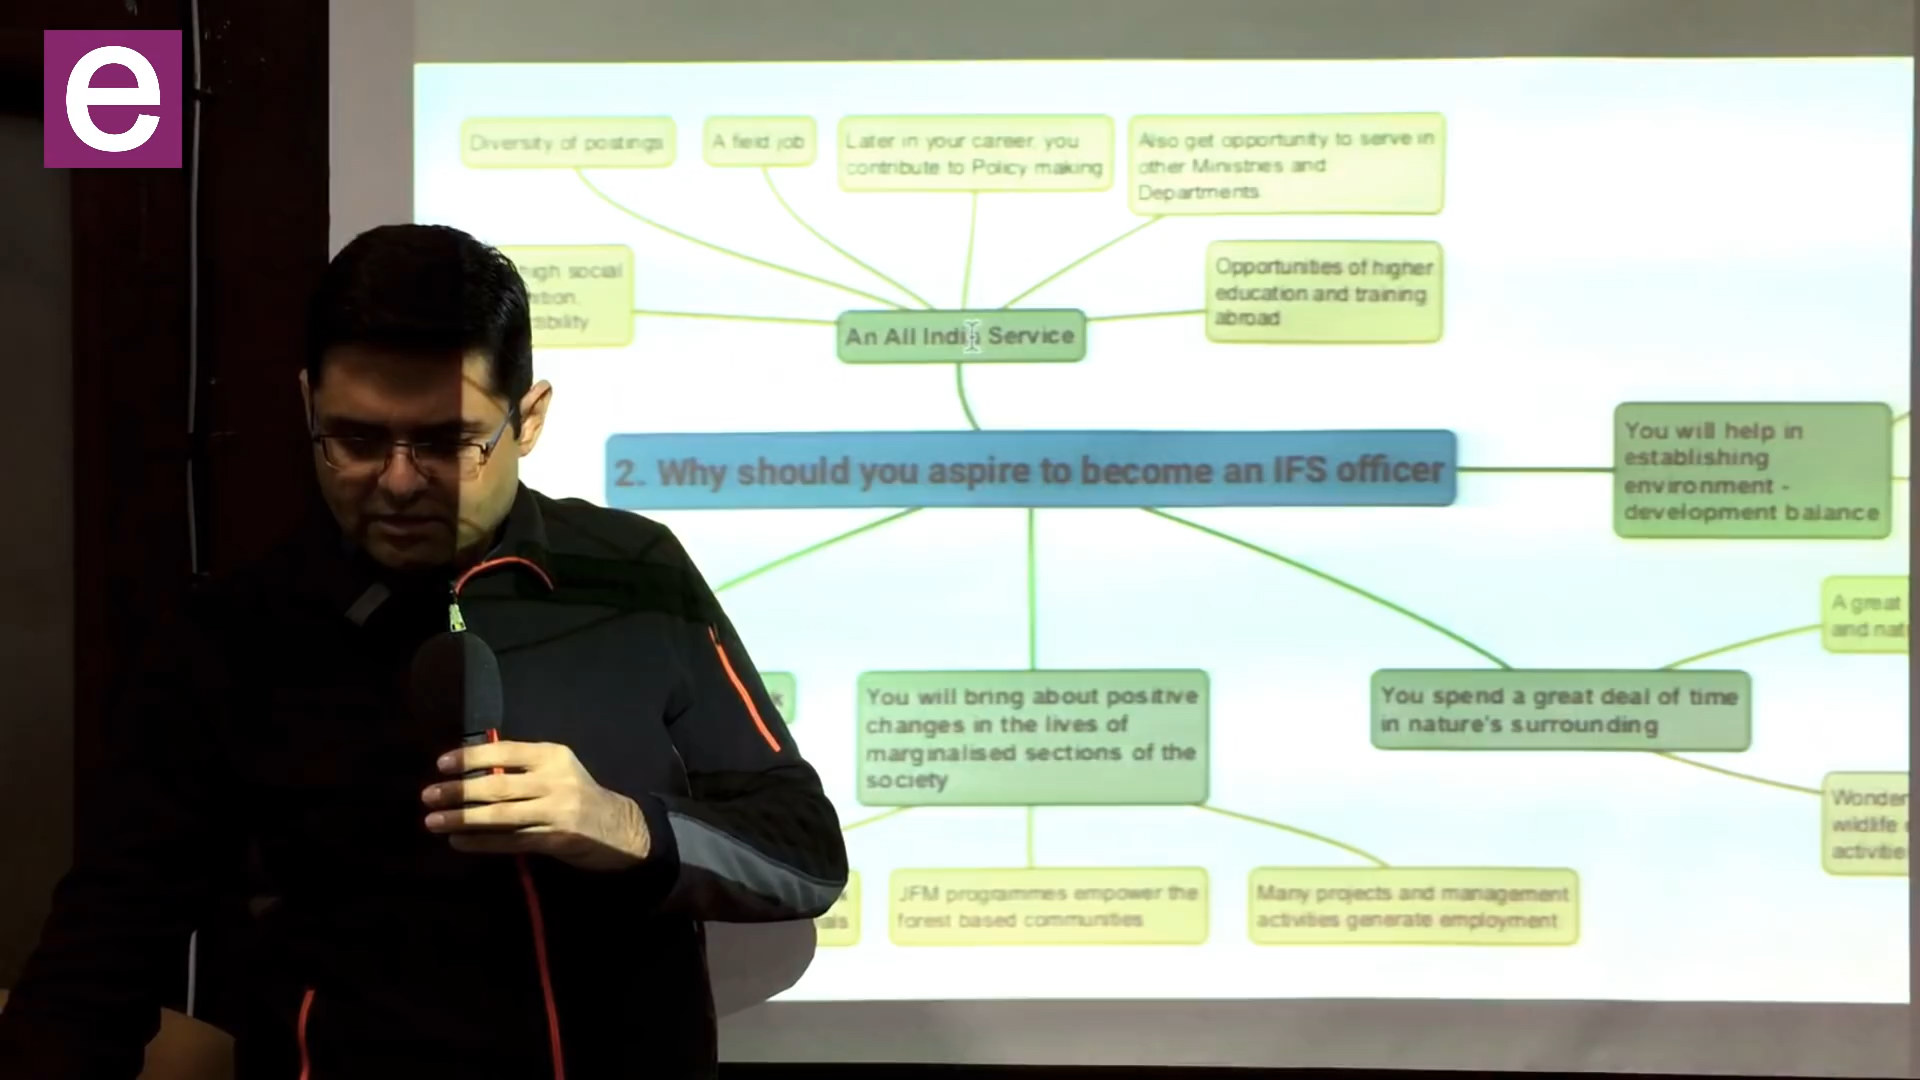 e
Diversity of postings
A field job
Later in your career, you
contribute to Policy making
Also get opportunity to serve in
other Ministries and
Departments
high social
Opportunities of higher
education and training
abroad
An All India Service
2. Why should you aspire to become an IFS officer
You will help in
establishing
environment -
development balance
A great
You will bring about positive
changes in the lives of
marginalised sections of the
society
You spend a great deal of time
in nature's surrounding
JFM programmes empower the
forest based communities
Many projects and management
activities generate employment
wildlife